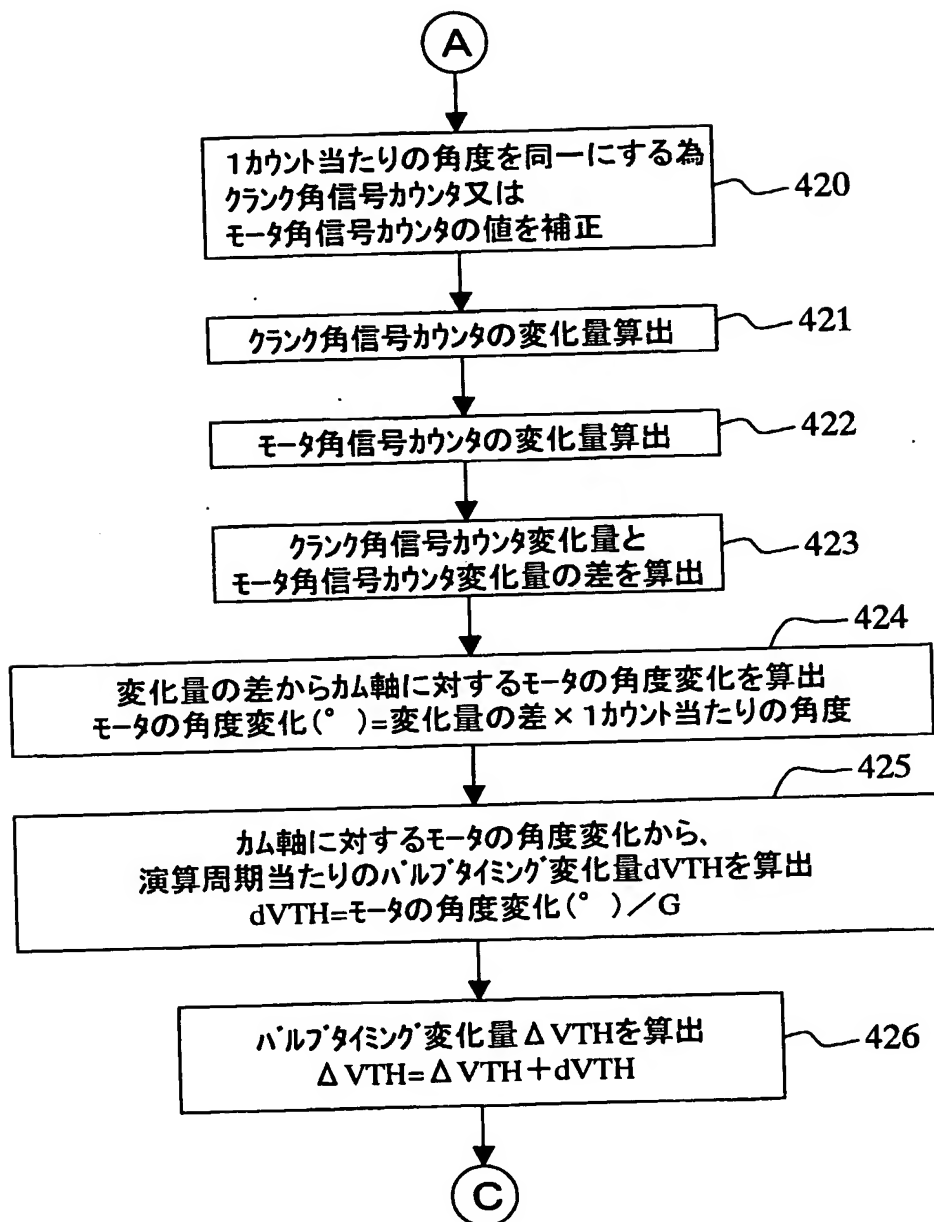 A
1カウント当たりの角度を同一にする為
クランク角信号カウンタ又は
モータ角信号カウンタの値を補正
420
クランク角信号カウンタの変化量算出
421
モータ角信号カウンタの変化量算出
422
クランク角信号カウンタ変化量と
モータ角信号カウンタ変化量の差を算出
423
424
変化量の差からカム軸に対するモータの角度変化を算出
モータの角度変化(°)=変化量の差×1カウント当たりの角度
425
カム軸に対するモータの角度変化から、
演算周期当たりのバルブタイミング変化量dVTHを算出
dVTH=モータの角度変化(°)／G
バルブタイミング変化量ΔVTHを算出
ΔVTH=ΔVTH+dVTH
426
C